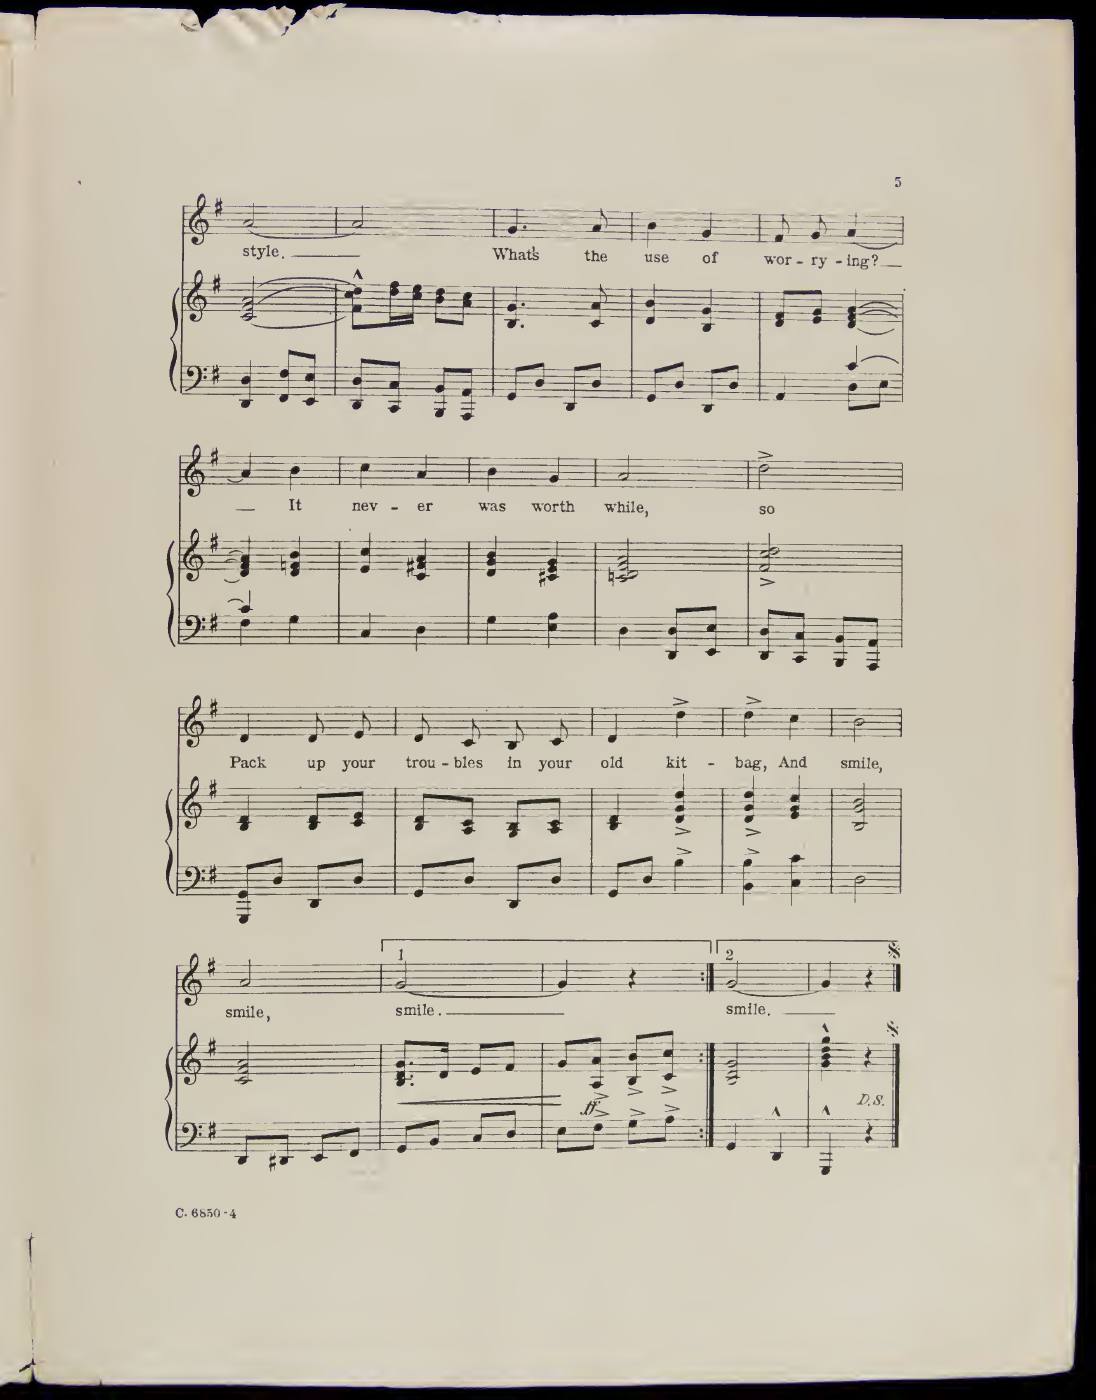 5
style.
What's the use of wor - ry - ing?
It nev - er was worth while, so
Pack up your trou - bles in your old kit - bag, And smile,
1 2
smile, smile. smile.
ff
D.S.
C. 6850 - 4